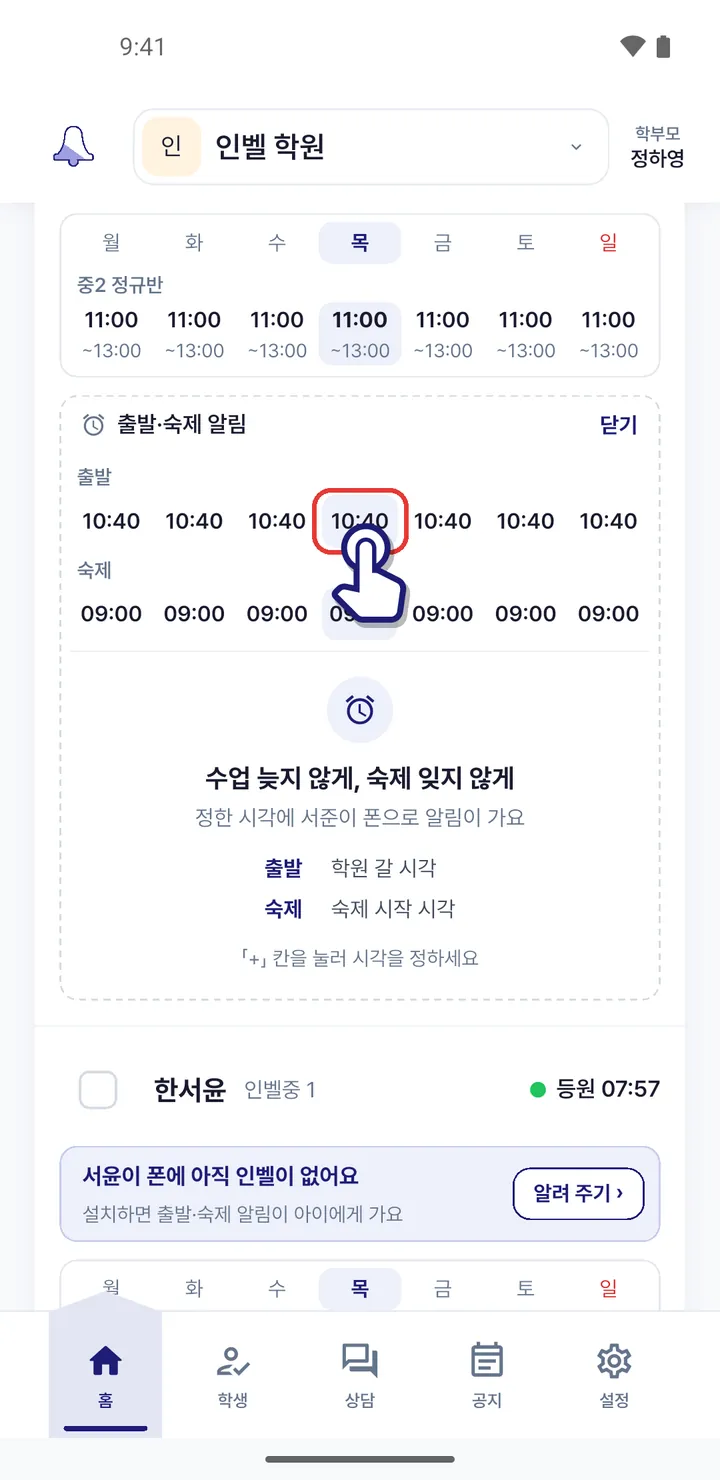 9:41
인 인벨 학원
학부모
정하영
월 화 수 목 금 토 일
중2 정규반
11:00 11:00 11:00 11:00 11:00 11:00 11:00
~13:00 ~13:00 ~13:00 ~13:00 ~13:00 ~13:00 ~13:00
출발·숙제 알림 닫기
출발
10:40 10:40 10:40 10:40 10:40 10:40 10:40
숙제
09:00 09:00 09:00 09:00 09:00 09:00
수업 늦지 않게, 숙제 잊지 않게
정한 시각에 서준이 폰으로 알림이 가요
출발 학원 갈 시각
숙제 숙제 시작 시각
「+」 칸을 눌러 시각을 정하세요
한서윤 인벨중 1 등원 07:57
서윤이 폰에 아직 인벨이 없어요
설치하면 출발·숙제 알림이 아이에게 가요
알려 주기 ›
월 화 수 목 금 토 일
홈 학생 상담 공지 설정